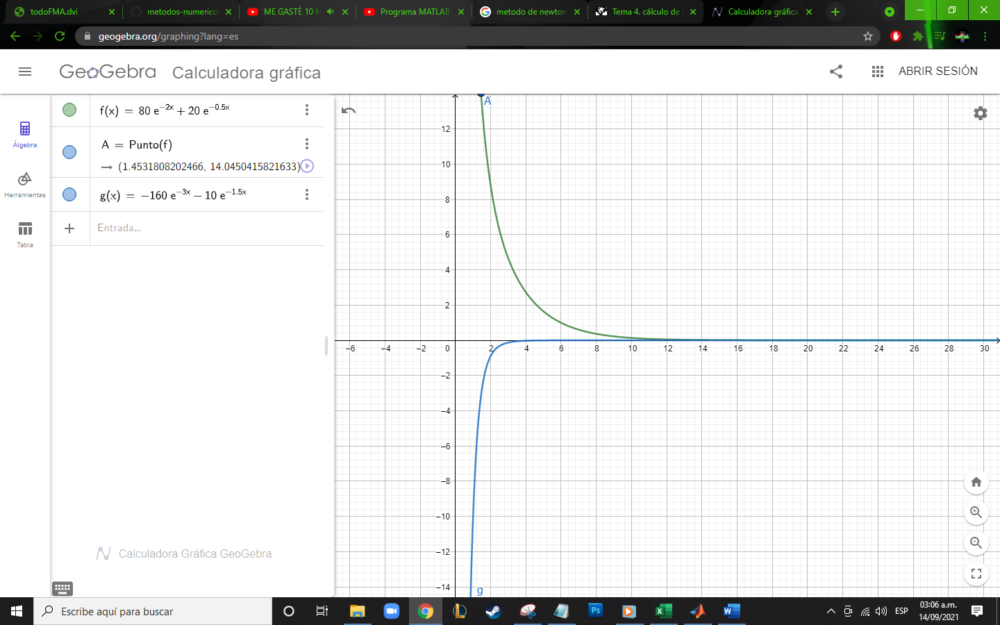 todoFMA.dvi
metodos-numerico
ME GASTÉ 10 M
Programa MATLAB
metodo de newton
Tema 4. cálculo de
Calculadora gráfica
geogebra.org/graphing?lang=es
GeoGebra Calculadora gráfica
ABRIR SESIÓN
Álgebra
Herramientas
Tabla
f(x) = 80 e^{-2x} + 20 e^{-0.5x}
A = Punto(f)
→ (1.4531808202466, 14.0450415821633)
g(x) = −160 e^{-3x} − 10 e^{-1.5x}
Entrada...
Calculadora Gráfica GeoGebra
A
12
10
8
6
4
2
−6 −4 −2 0 2 4 6 8 10 12 14 16 18 20 22 24 26 28 30
−2
−4
−6
−8
−10
−12
−14
g
Escribe aquí para buscar
Ps
ESP
03:06 a.m.
14/09/2021